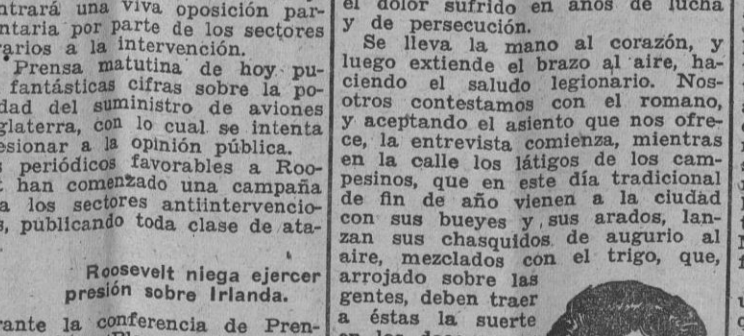 ntrará una viva oposición par-
ntaria por parte de los sectores
arios a la intervención.
Prensa matutina de hoy pu-
fantásticas cifras sobre la po-
dad del suministro de aviones
glaterra, con lo cual se intenta
esionar a la opinión pública.
s periódicos favorables a Roo-
t han comenzado una campaña
a los sectores antiintervencio-
s, publicando toda clase de ata-
Roosevelt niega ejercer
presión sobre Irlanda.
rante la conferencia de Pren-
el dolor sufrido en años de lucha
y de persecución.
Se lleva la mano al corazón, y
luego extiende el brazo al aire, ha-
ciendo el saludo legionario. Nos-
otros contestamos con el romano,
y aceptando el asiento que nos ofre-
ce, la entrevista comienza, mientras
en la calle los látigos de los cam-
pesinos, que en este día tradicional
de fin de año vienen a la ciudad
con sus bueyes y sus arados, lan-
zan sus chasquidos de augurio al
aire, mezclados con el trigo, que,
arrojado sobre las
gentes, deben traer
a éstas la suerte